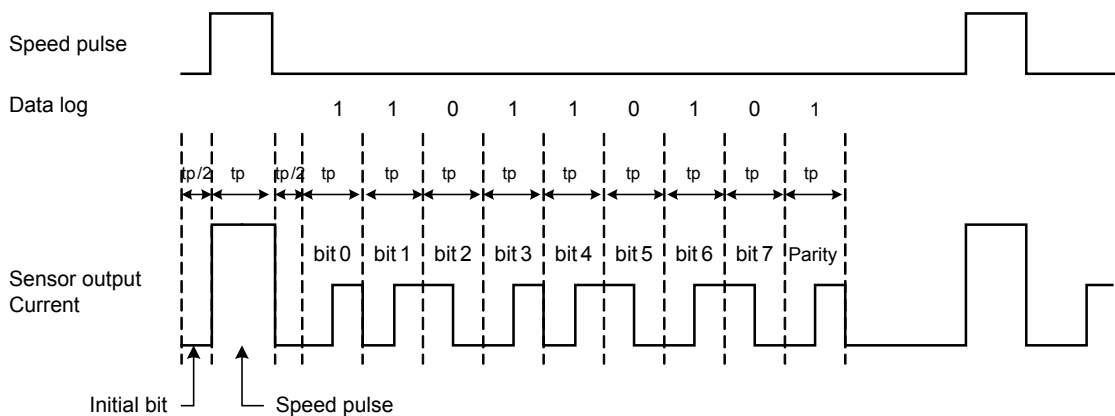 Speed pulse
Data log 1 1 0 1 1 0 1 0 1
tp/2 tp tp/2 tp tp tp tp tp tp tp tp tp
bit 0 bit 1 bit 2 bit 3 bit 4 bit 5 bit 6 bit 7 Parity
Sensor output
Current
Initial bit Speed pulse